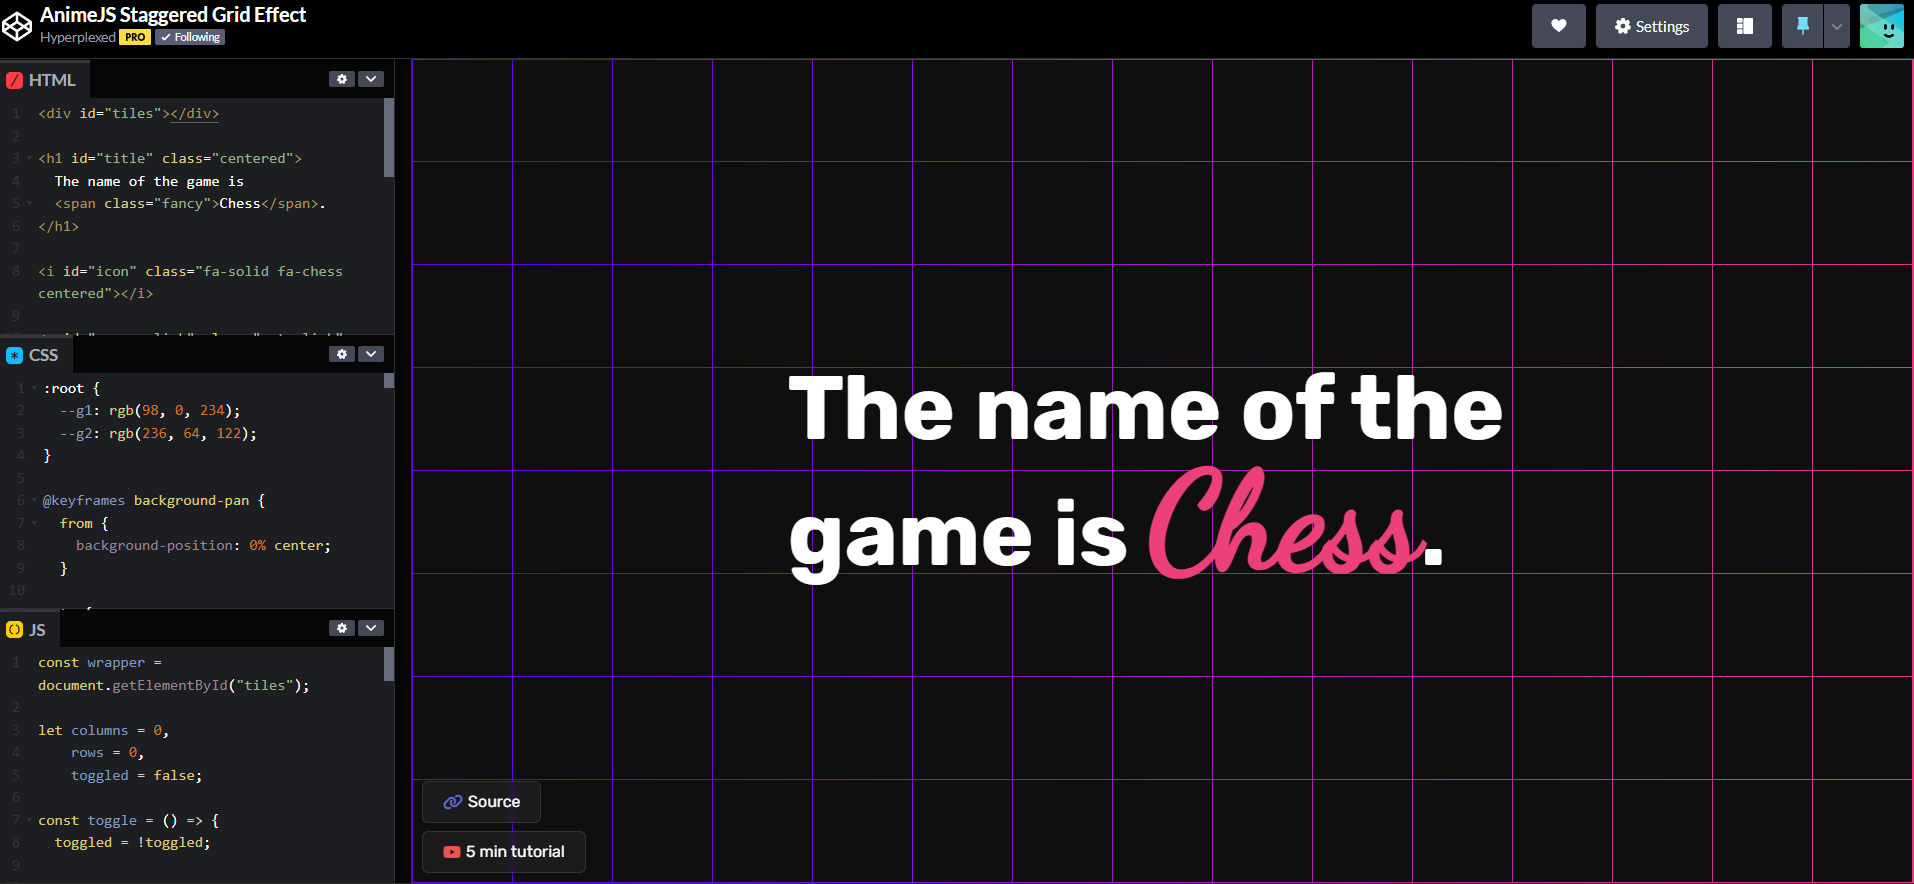 AnimeJS Staggered Grid Effect
Hyperplexed PRO ✓ Following
Settings
HTML
1 <div id="tiles"></div>
2
3 <h1 id="title" class="centered">
4 The name of the game is
5 <span class="fancy">Chess</span>.
6 </h1>
7
8 <i id="icon" class="fa-solid fa-chess
centered"></i>
9
CSS
1 :root {
2 --g1: rgb(98, 0, 234);
3 --g2: rgb(236, 64, 122);
4 }
5
6 @keyframes background-pan {
7 from {
8 background-position: 0% center;
9 }
10
JS
1 const wrapper =
document.getElementById("tiles");
2
3 let columns = 0,
4 rows = 0,
5 toggled = false;
6
7 const toggle = () => {
8 toggled = !toggled;
9
The name of the
game is Chess.
Source
5 min tutorial